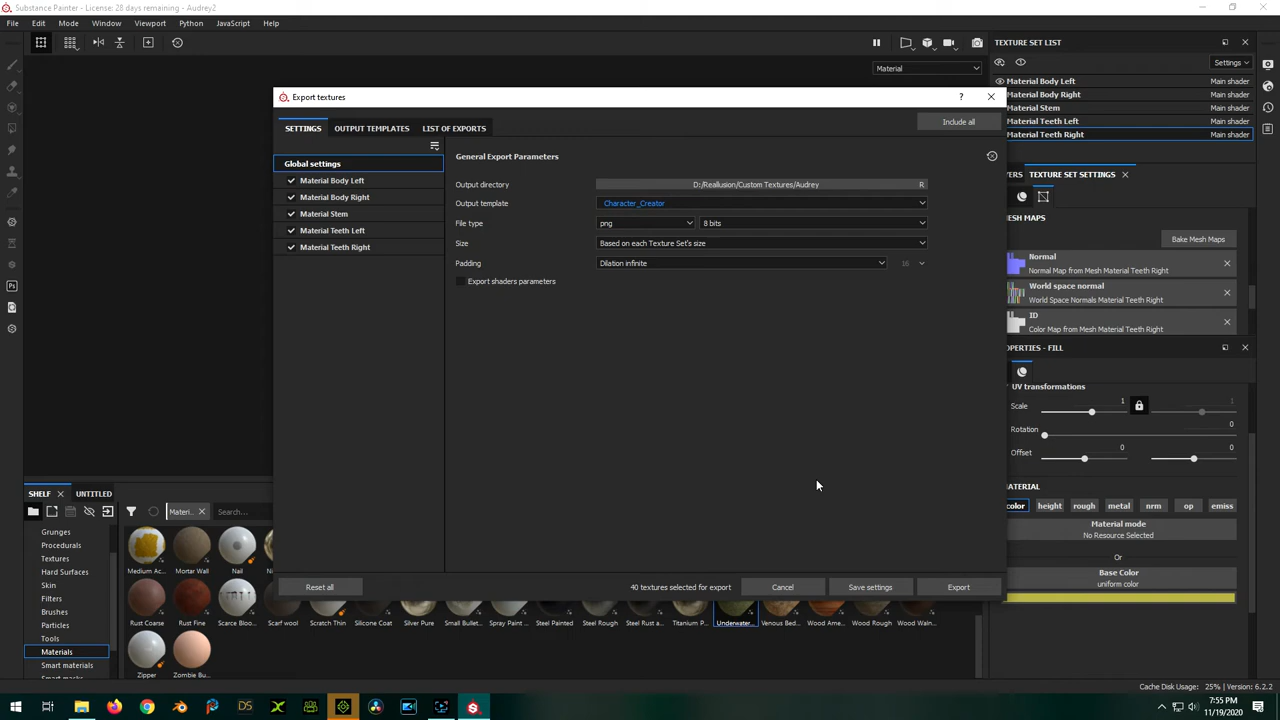 Substance Painter - License: 28 days remaining - Audrey2
File Edit Mode Window Viewport Python JavaScript Help
Material
TEXTURE SET LIST
Settings
Material Body Left Main shader
Material Body Right Main shader
Material Stem Main shader
Material Teeth Left Main shader
Material Teeth Right Main shader
Export textures
?
SETTINGS OUTPUT TEMPLATES LIST OF EXPORTS
Include all
Global settings
Material Body Left
Material Body Right
Material Stem
Material Teeth Left
Material Teeth Right
General Export Parameters
Output directory D:/Reallusion/Custom Textures/Audrey R
Output template Character_Creator
File type png 8 bits
Size Based on each Texture Set's size
Padding Dilation infinite 16
Export shaders parameters
Reset all
40 textures selected for export
Cancel
Save settings
Export
ERS TEXTURE SET SETTINGS
MESH MAPS
Bake Mesh Maps
Normal
Normal Map from Mesh Material Teeth Right
World space normal
World Space Normals Material Teeth Right
ID
Color Map from Mesh Material Teeth Right
OPERTIES - FILL
UV transformations
Scale 1 1
Rotation 0
Offset 0 0
MATERIAL
color height rough metal nrm op emiss
Material mode
No Resource Selected
Or
Base Color
uniform color
SHELF UNTITLED
Materi... Search...
Grunges
Procedurals
Textures
Hard Surfaces
Skin
Filters
Brushes
Particles
Tools
Materials
Smart materials
Medium Ac... Mortar Wall Nail
Rust Coarse Rust Fine Scarce Bloo... Scarf wool Scratch Thin Silicone Coat Silver Pure Small Bullet... Spray Paint ... Steel Painted Steel Rough Steel Rust a... Titanium P... Underwater... Venous Bed... Wood Ame... Wood Rough Wood Waln...
Zipper Zombie Bu...
Cache Disk Usage: 25% | Version: 6.2.2
Ps
DS
7:55 PM
11/19/2020